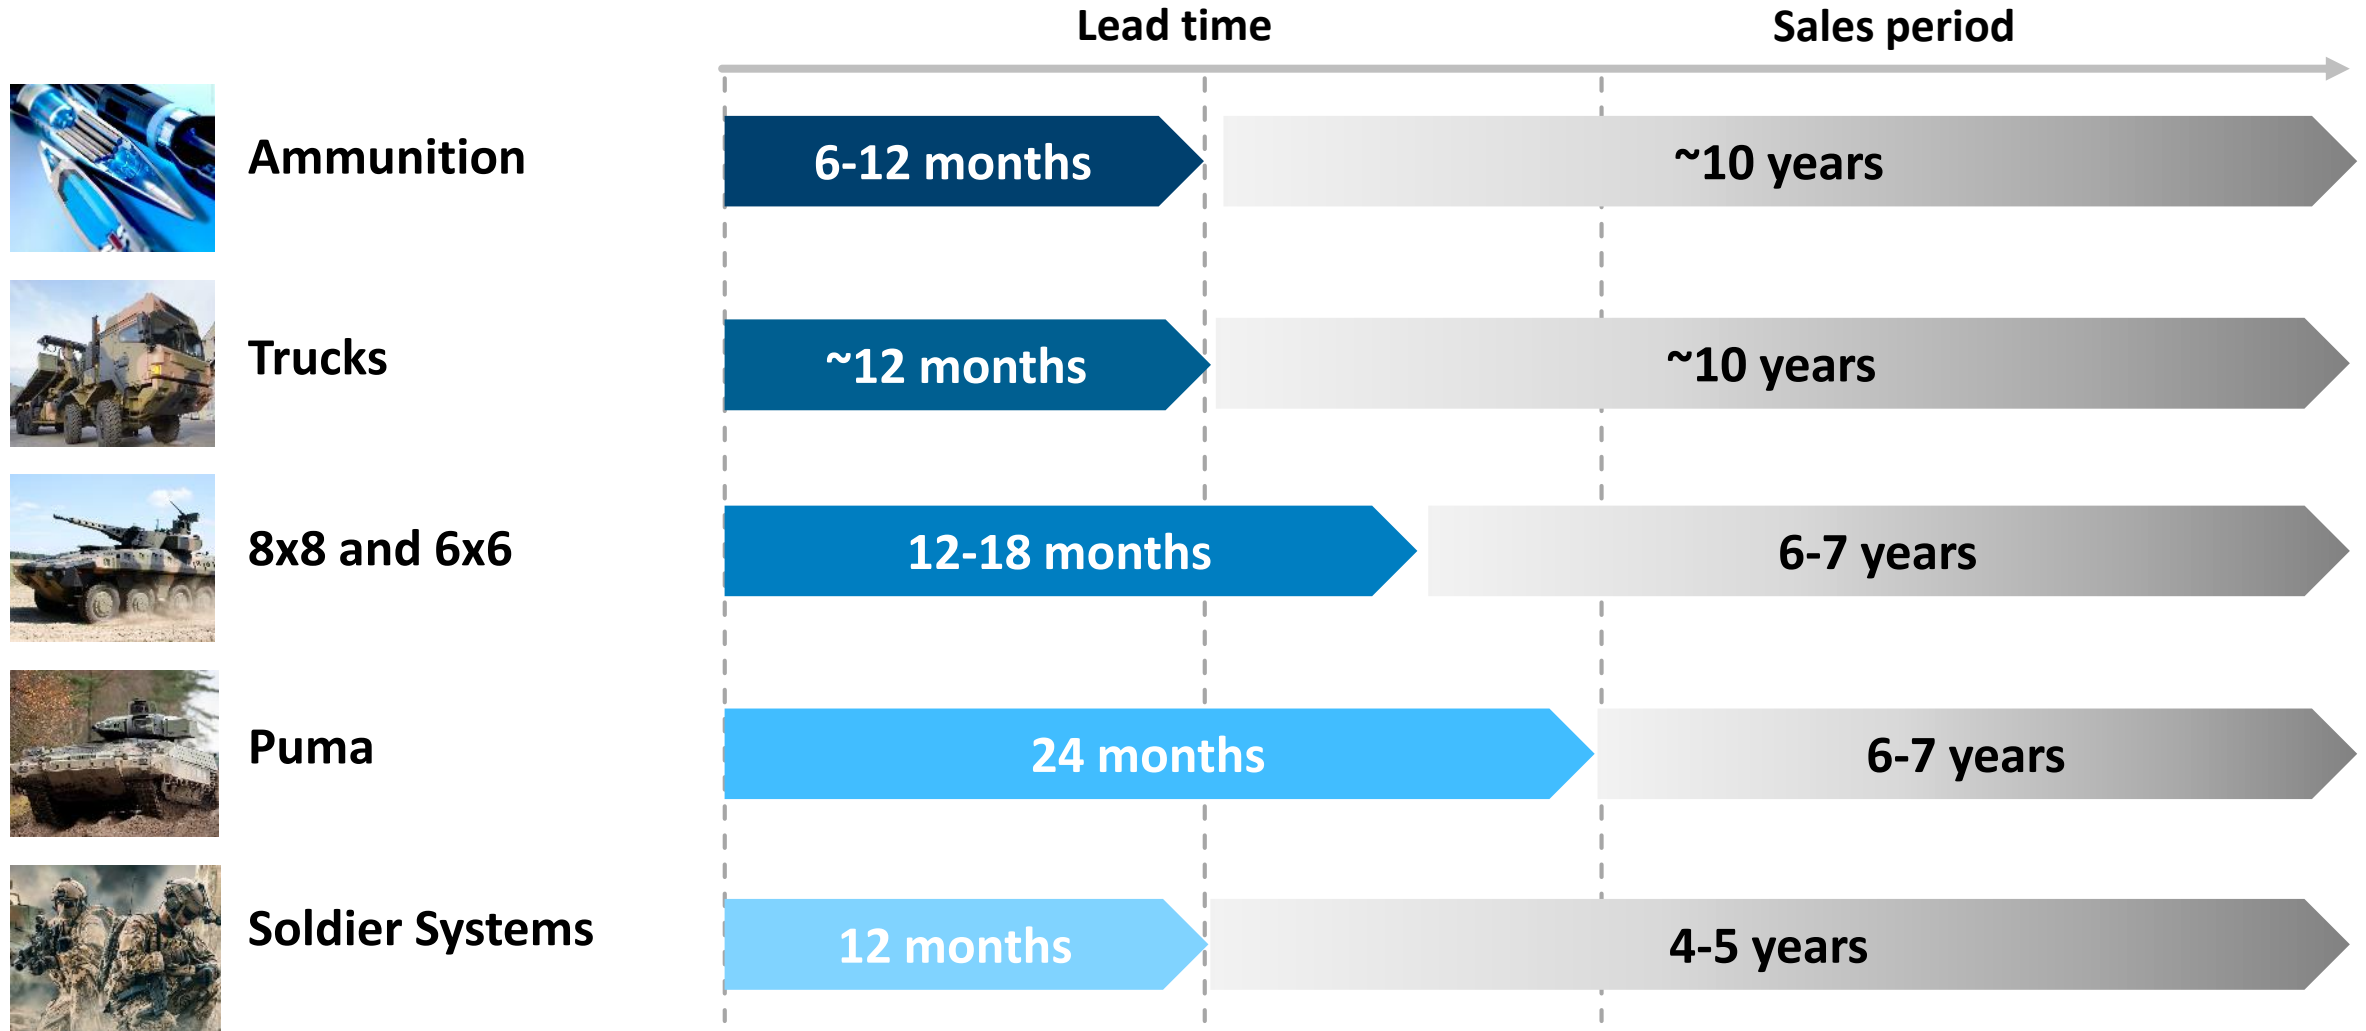 Lead time
Sales period
Ammunition
6-12 months
~10 years
Trucks
~12 months
~10 years
8x8 and 6x6
12-18 months
6-7 years
Puma
24 months
6-7 years
Soldier Systems
12 months
4-5 years